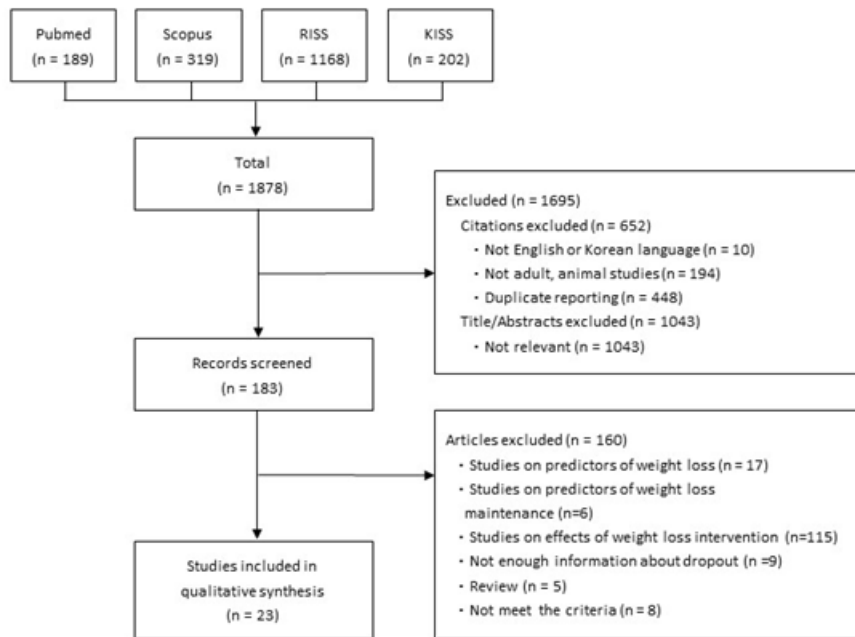 Pubmed
(n = 189)
Scopus
(n = 319)
RISS
(n = 1168)
KISS
(n = 202)
Total
(n = 1878)
Excluded (n = 1695)
Citations excluded (n = 652)
・Not English or Korean language (n = 10)
・Not adult, animal studies (n = 194)
・Duplicate reporting (n = 448)
Title/Abstracts excluded (n = 1043)
・Not relevant (n = 1043)
Records screened
(n = 183)
Articles excluded (n = 160)
・Studies on predictors of weight loss (n = 17)
・Studies on predictors of weight loss
maintenance (n=6)
・Studies on effects of weight loss intervention (n=115)
・Not enough information about dropout (n =9)
・Review (n = 5)
・Not meet the criteria (n = 8)
Studies included in
qualitative synthesis
(n = 23)